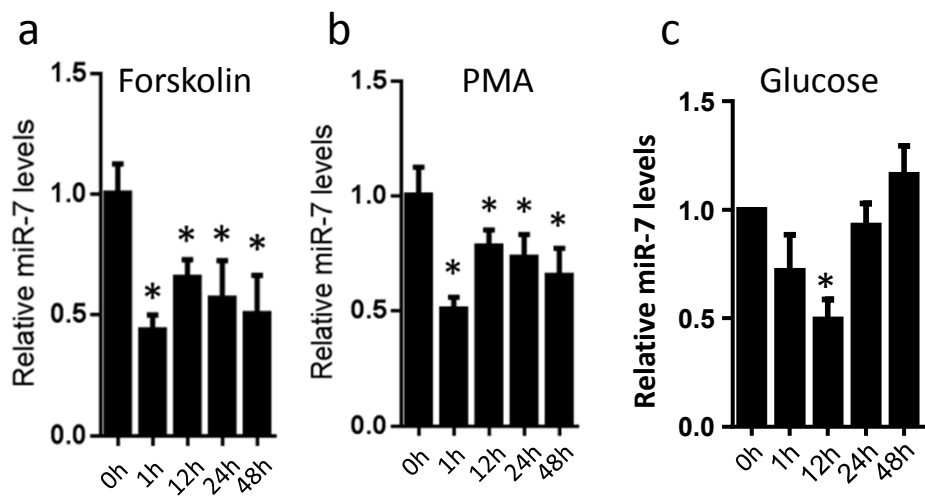 a
Forskolin
Relative miR-7 levels
1.5
1.0
0.5
0.0
*
*
*
*
0h
1h
12h
24h
48h
b
PMA
Relative miR-7 levels
1.5
1.0
0.5
0.0
*
*
*
*
0h
1h
12h
24h
48h
c
Glucose
Relative miR-7 levels
1.5
1.0
0.5
0.0
*
0h
1h
12h
24h
48h